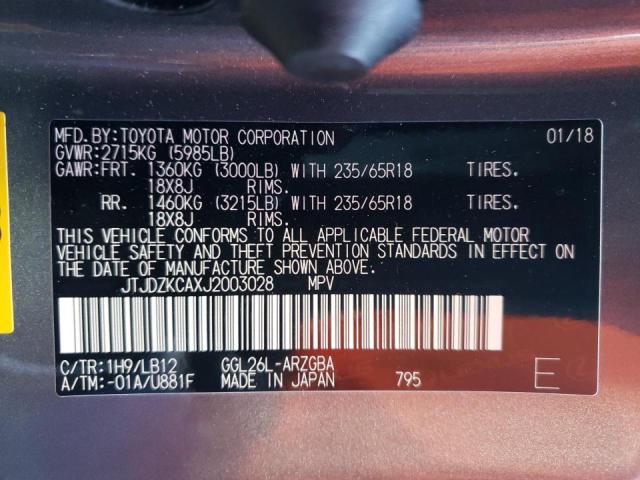 MFD.BY:TOYOTA MOTOR CORPORATION 01/18
GVWR:2715KG (5985LB)
GAWR:FRT. 1360KG (3000LB) WITH 235/65R18 TIRES.
18X8J RIMS.
RR. 1460KG (3215LB) WITH 235/65R18 TIRES.
18X8J RIMS.
THIS VEHICLE CONFORMS TO ALL APPLICABLE FEDERAL MOTOR
VEHICLE SAFETY AND THEFT PREVENTION STANDARDS IN EFFECT ON
THE DATE OF MANUFACTURE SHOWN ABOVE.
JTJDZKCAXJ2003028 MPV
C/TR:1H9/LB12 GGL26L-ARZGBA
A/TM:-01A/U881F MADE IN JAPAN 795 E